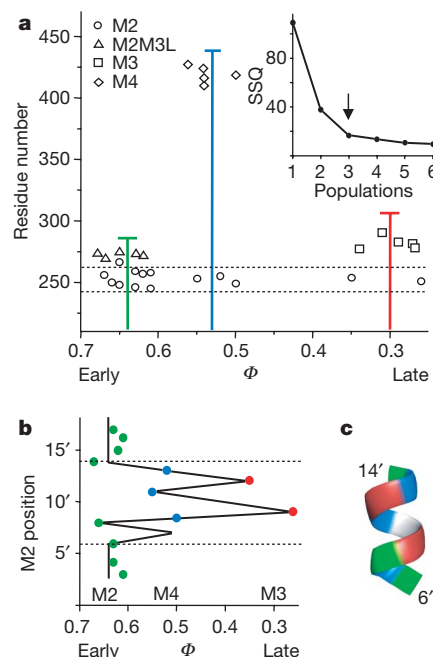 a
M2
M2M3L
M3
M4
450
400
350
300
250
Residue number
0.7 0.6 0.5 0.4 0.3
Early Φ Late
SSQ
80
40
1 2 3 4 5 6
Populations
b
15′
10′
5′
M2 position
M2 M4 M3
0.7 0.6 0.5 0.4 0.3
Early Φ Late
c
14′
6′